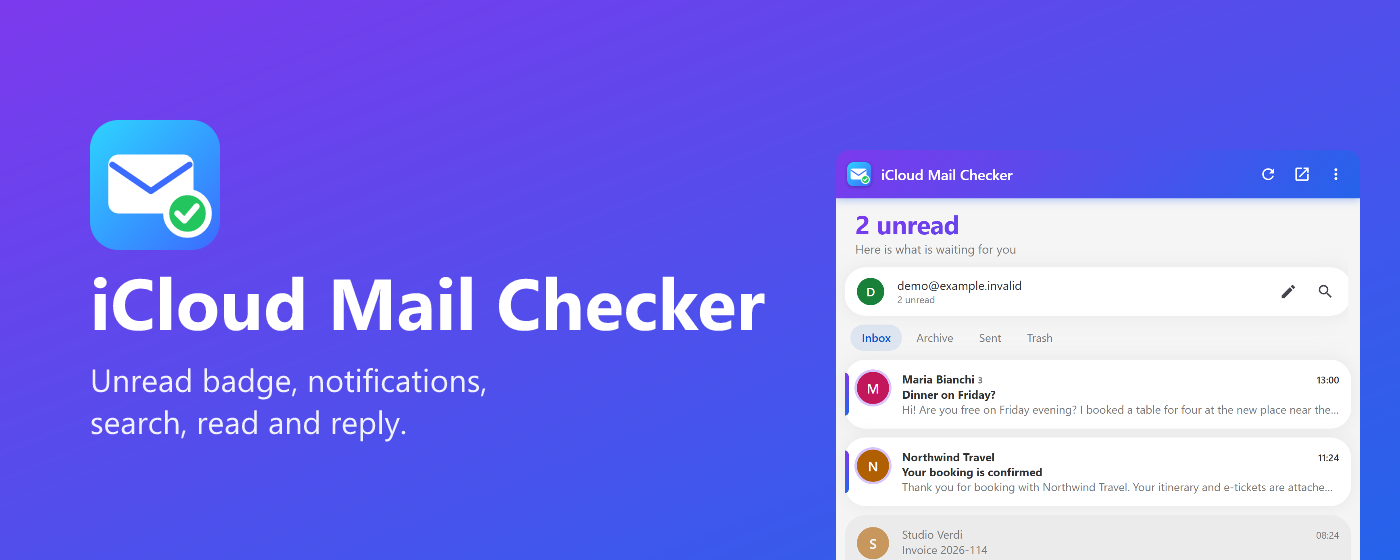 iCloud Mail Checker
Unread badge, notifications,
search, read and reply.
iCloud Mail Checker
2 unread
Here is what is waiting for you
D
demo@example.invalid
2 unread
Inbox Archive Sent Trash
M
Maria Bianchi 3 13:00
Dinner on Friday?
Hi! Are you free on Friday evening? I booked a table for four at the new place near the...
N
Northwind Travel 11:24
Your booking is confirmed
Thank you for booking with Northwind Travel. Your itinerary and e-tickets are attache...
S
Studio Verdi 08:24
Invoice 2026-114